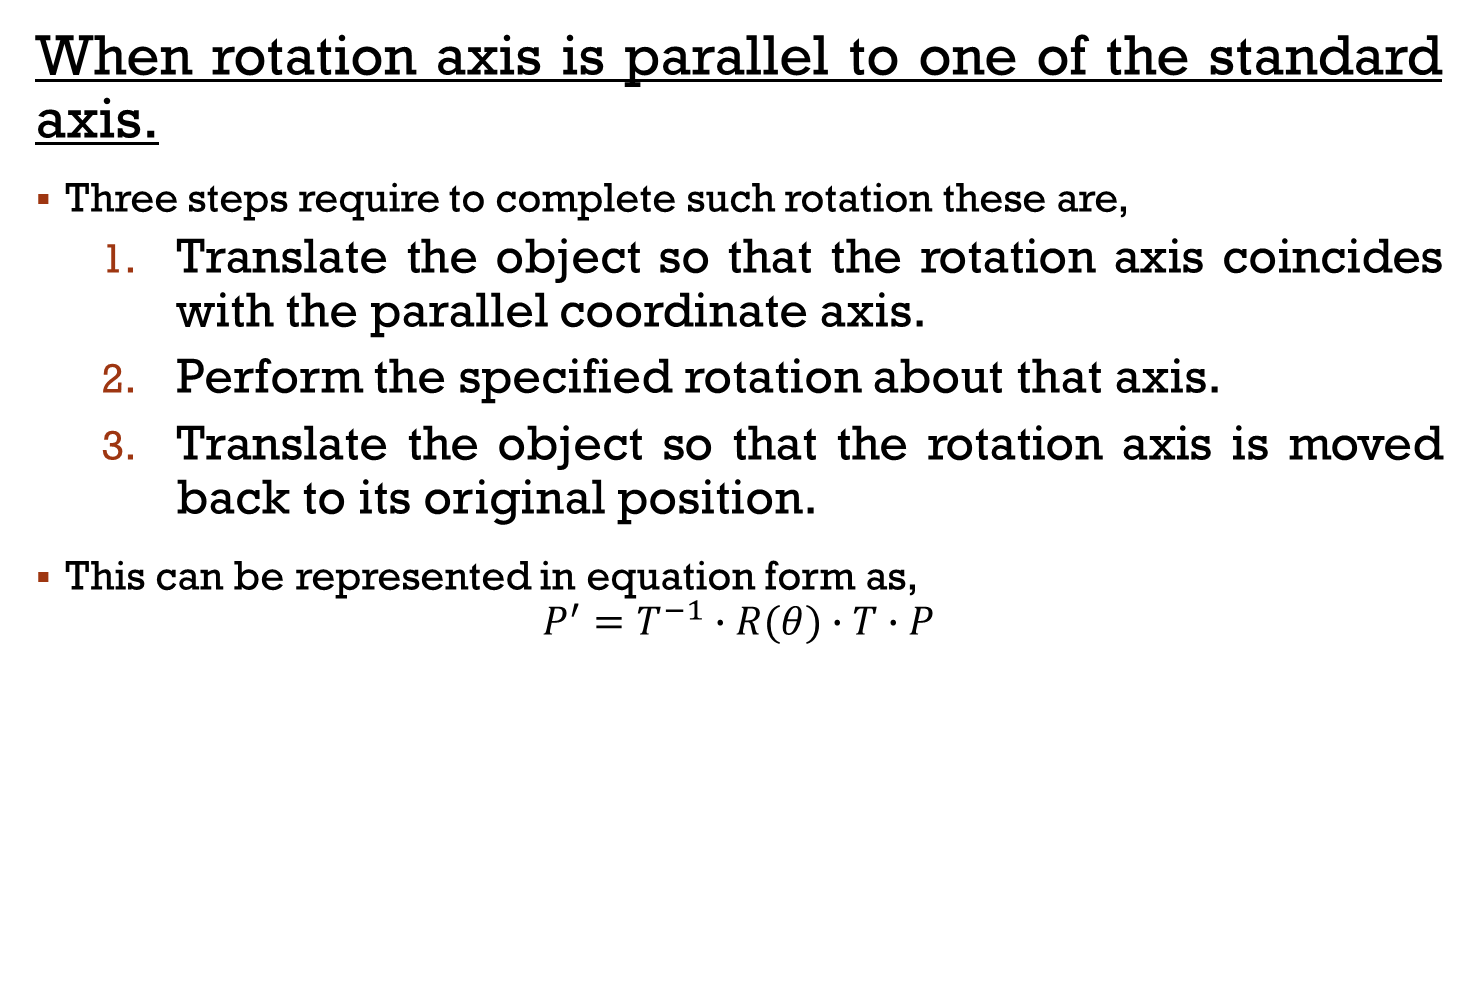 When rotation axis is parallel to one of the standard
axis.
▪ Three steps require to complete such rotation these are,
1. Translate the object so that the rotation axis coincides
with the parallel coordinate axis.
2. Perform the specified rotation about that axis.
3. Translate the object so that the rotation axis is moved
back to its original position.
▪ This can be represented in equation form as,
𝑃′ = 𝑇⁻¹ ∙ 𝑅(𝜃) ∙ 𝑇 ∙ 𝑃